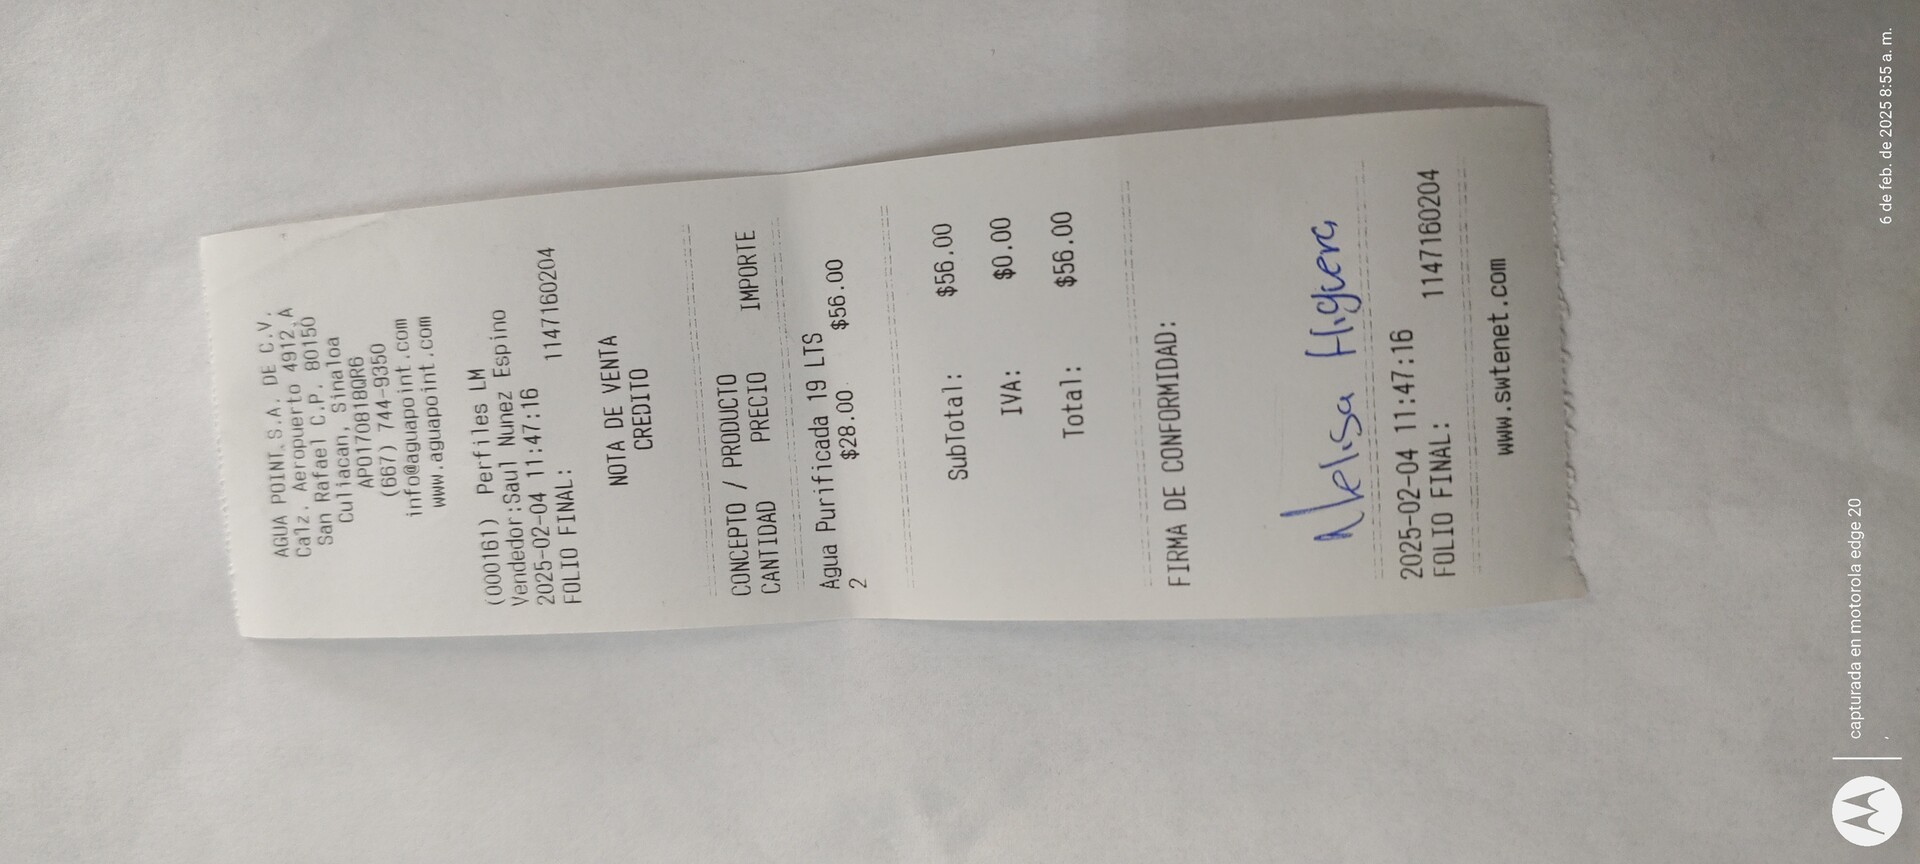 AGUA POINT S.A. DE C.V.
Calz. Aeropuerto 4912,A
San Rafael C.P. 80150
Culiacan, Sinaloa
APO170818QR6
(667) 744-9350
info@aguapoint.com
www.aguapoint.com
(000161) Perfiles LM
Vendedor:Saul Nunez Espino
2025-02-04 11:47:16
FOLIO FINAL: 1147160204
NOTA DE VENTA
CREDITO
CONCEPTO / PRODUCTO
CANTIDAD PRECIO IMPORTE
Agua Purificada 19 LTS
2 $28.00 $56.00
SubTotal: $56.00
IVA: $0.00
Total: $56.00
FIRMA DE CONFORMIDAD:
Nelisa Higuera
2025-02-04 11:47:16
FOLIO FINAL: 1147160204
www.swtenet.com
capturada en motorola edge 20
6 de feb. de 2025 8:55 a. m.